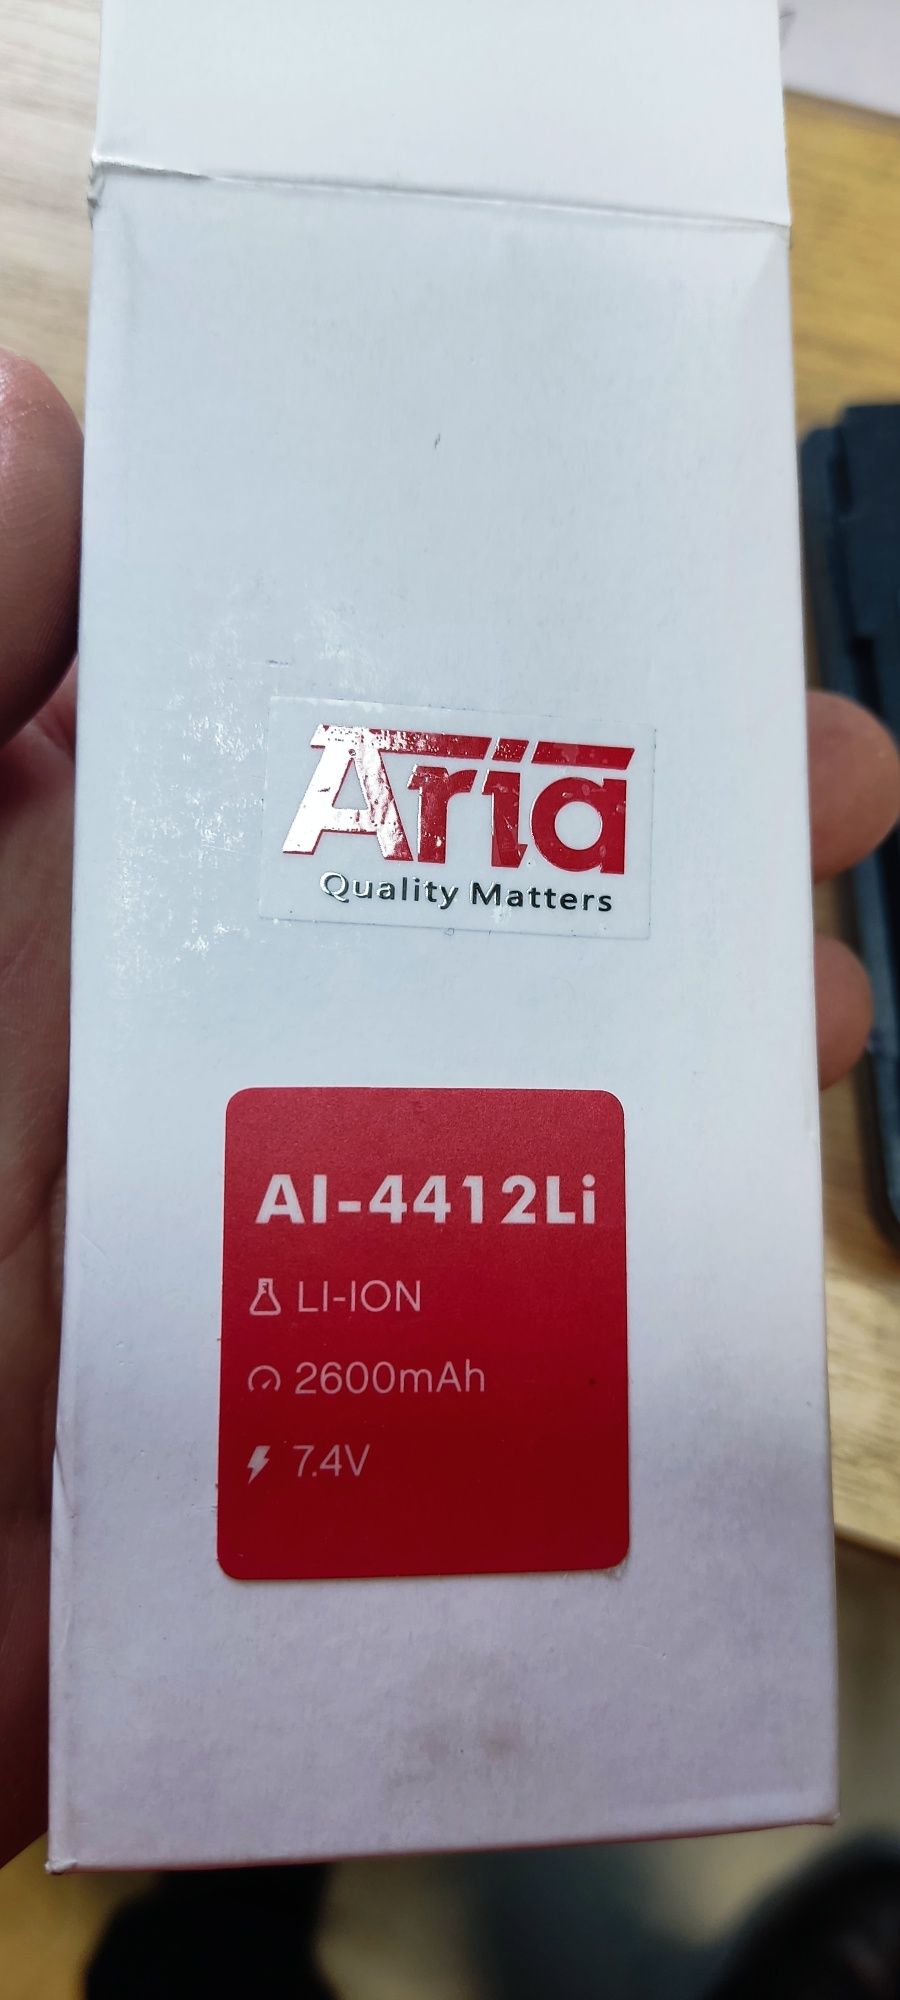 Aria
Quality Matters
AI-4412Li
LI-ION
2600mAh
7.4V